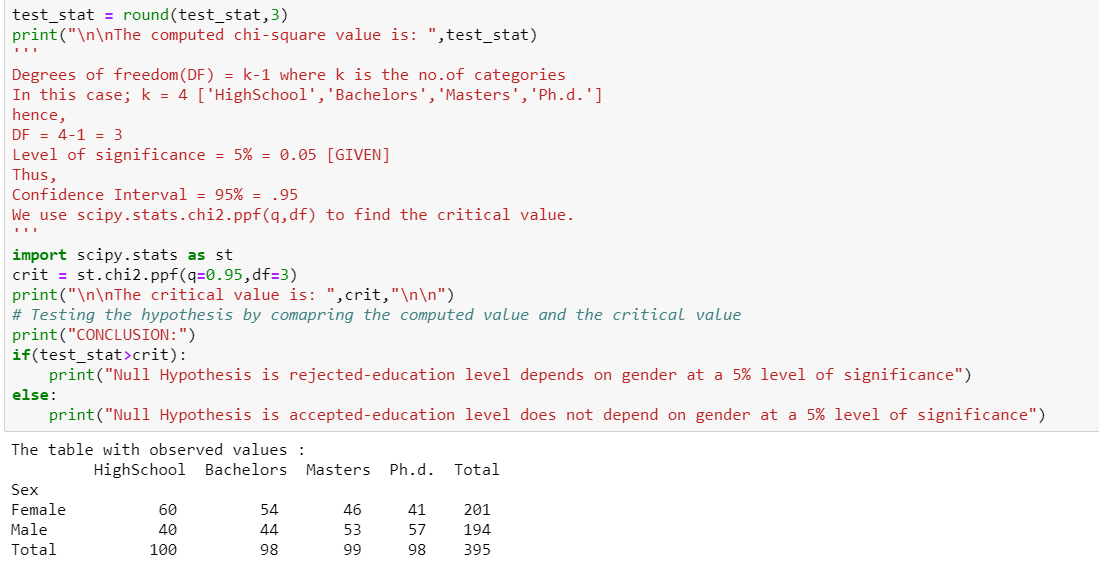 test_stat = round(test_stat,3)
print("\n\nThe computed chi-square value is: ",test_stat)
'''
Degrees of freedom(DF) = k-1 where k is the no.of categories
In this case; k = 4 ['HighSchool','Bachelors','Masters','Ph.d.']
hence,
DF = 4-1 = 3
Level of significance = 5% = 0.05 [GIVEN]
Thus,
Confidence Interval = 95% = .95
We use scipy.stats.chi2.ppf(q,df) to find the critical value.
'''
import scipy.stats as st
crit = st.chi2.ppf(q=0.95,df=3)
print("\n\nThe critical value is: ",crit,"\n\n")
# Testing the hypothesis by comapring the computed value and the critical value
print("CONCLUSION:")
if(test_stat>crit):
    print("Null Hypothesis is rejected-education level depends on gender at a 5% level of significance")
else:
    print("Null Hypothesis is accepted-education level does not depend on gender at a 5% level of significance")
The table with observed values :
         HighSchool  Bachelors  Masters  Ph.d.  Total
Sex
Female          60         54       46     41    201
Male            40         44       53     57    194
Total          100         98       99     98    395